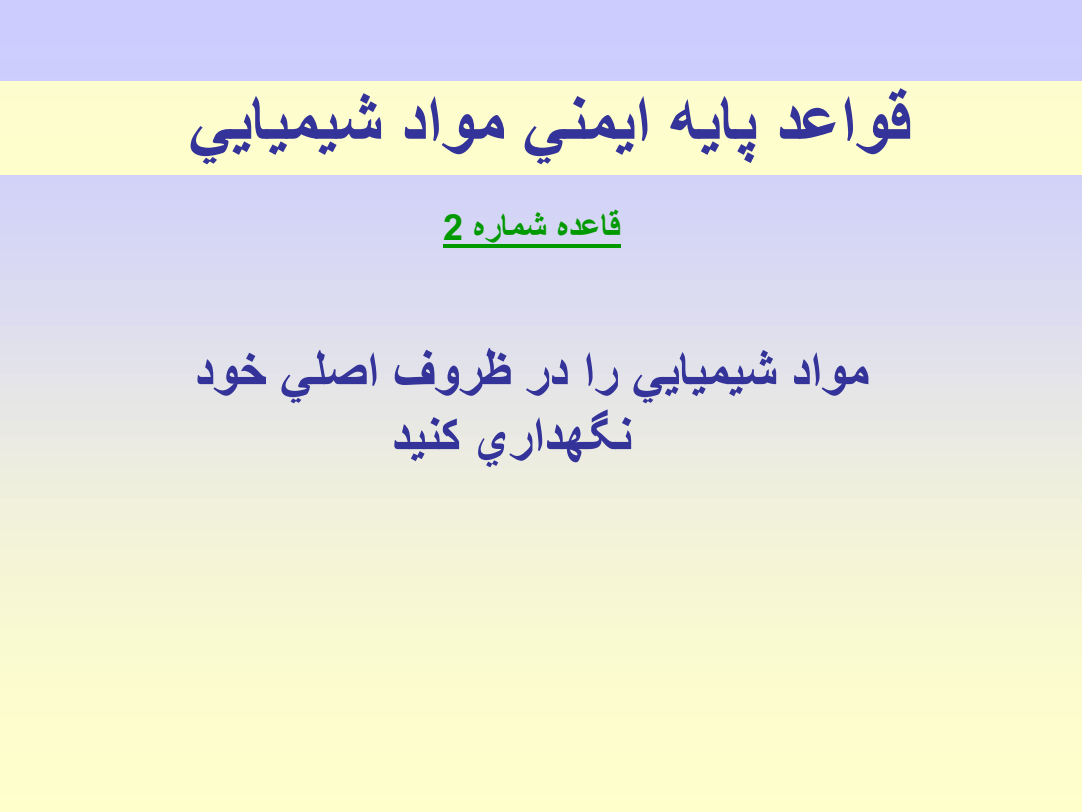 قواعد پايه ايمني مواد شيميايي
قاعده شماره 2
مواد شيميايي را در ظروف اصلي خود
نگهداري كنيد